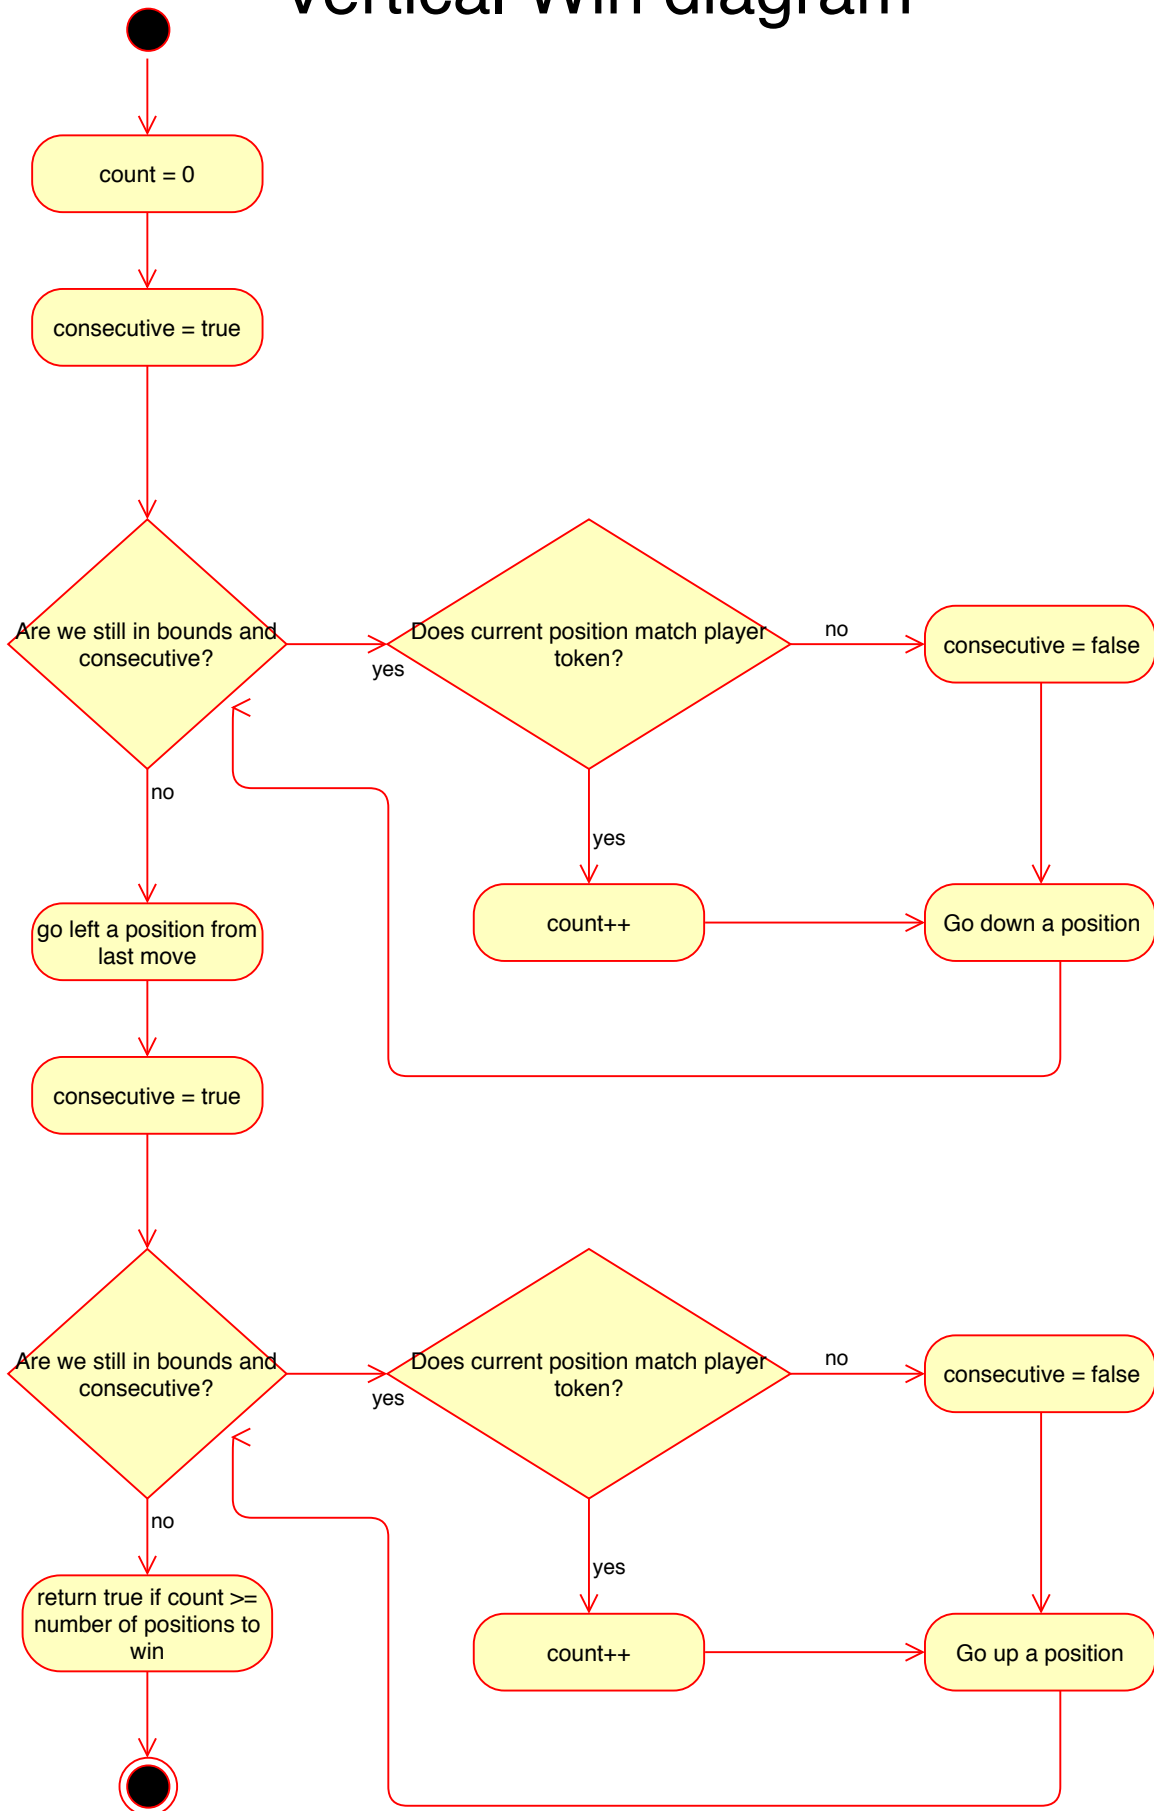 Vertical Win diagram
count = 0
consecutive = true
Are we still in bounds and
consecutive?
yes
Does current position match player
token?
no
consecutive = false
no
yes
count++
Go down a position
go left a position from
last move
consecutive = true
Are we still in bounds and
consecutive?
yes
Does current position match player
token?
no
consecutive = false
no
yes
return true if count >=
number of positions to
win
count++
Go up a position